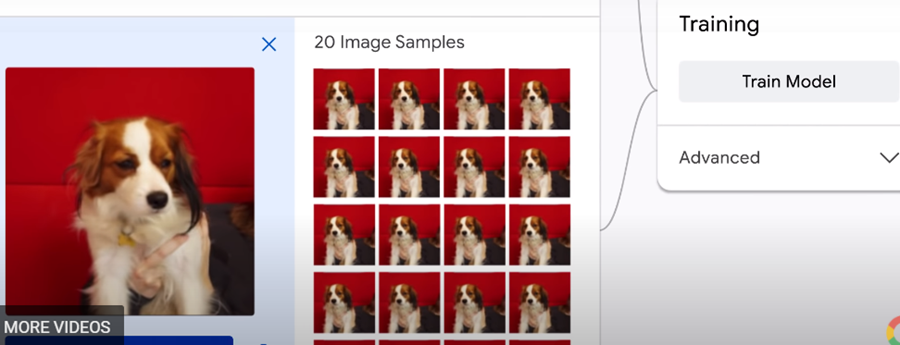 20 Image Samples
Training
Train Model
Advanced
MORE VIDEOS